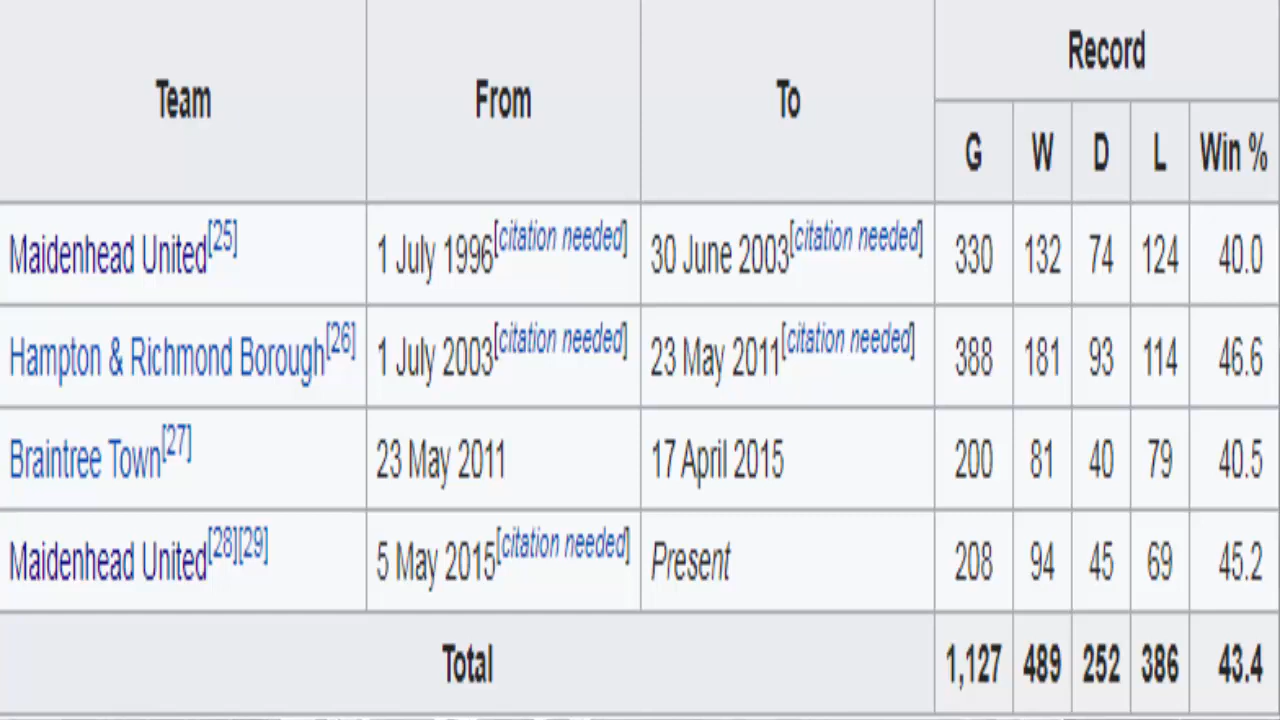 Team From To Record
G W D L Win %
Maidenhead United[25] 1 July 1996[citation needed] 30 June 2003[citation needed] 330 132 74 124 40.0
Hampton & Richmond Borough[26] 1 July 2003[citation needed] 23 May 2011[citation needed] 388 181 93 114 46.6
Braintree Town[27] 23 May 2011 17 April 2015 200 81 40 79 40.5
Maidenhead United[28][29] 5 May 2015[citation needed] Present 208 94 45 69 45.2
Total 1,127 489 252 386 43.4